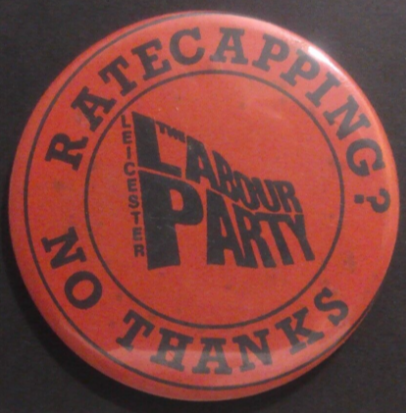 RATECAPPING?
LEICESTER
THE
LABOUR
PARTY
NO THANKS